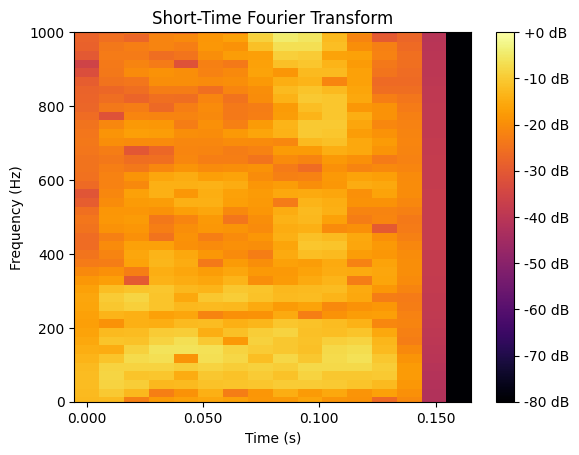 Short-Time Fourier Transform
1000
800
600
400
200
0
Frequency (Hz)
0.000
0.050
0.100
0.150
Time (s)
+0 dB
-10 dB
-20 dB
-30 dB
-40 dB
-50 dB
-60 dB
-70 dB
-80 dB